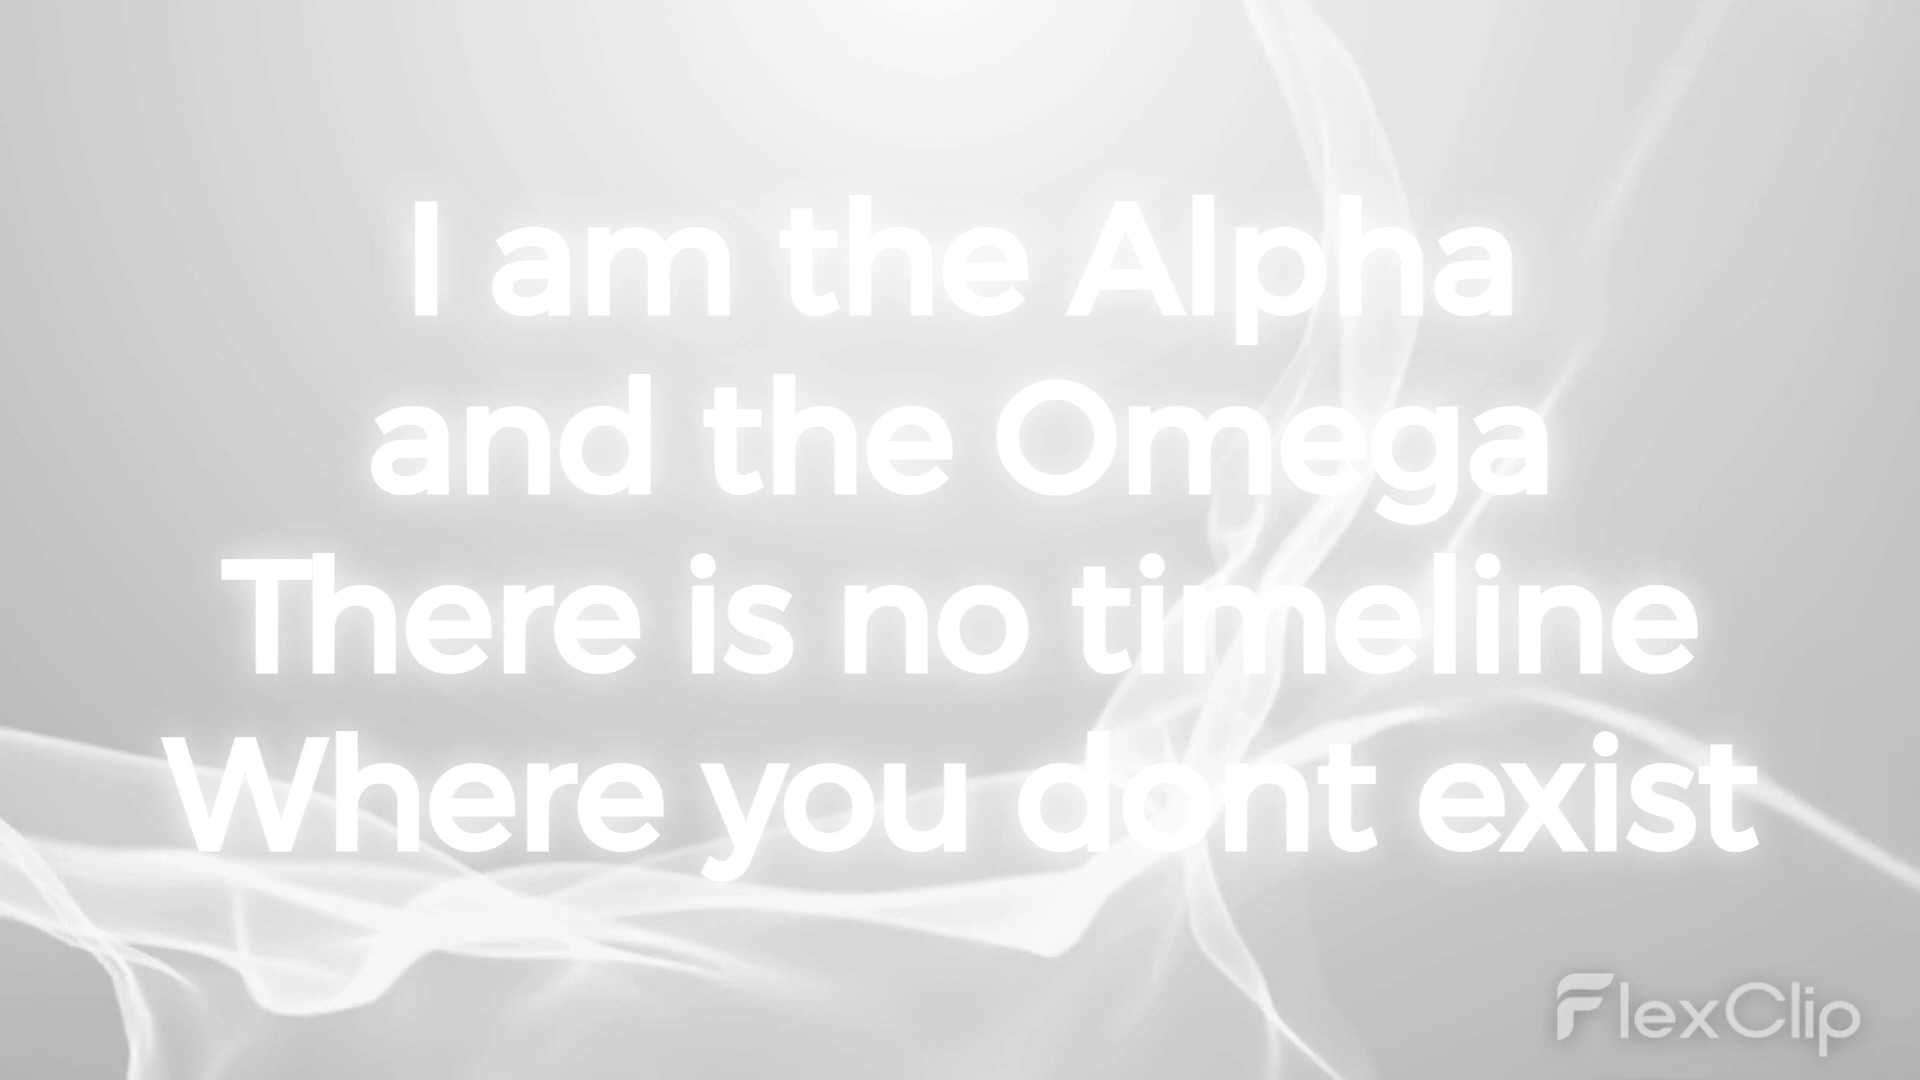 I am the Alpha
and the Omega
There is no timeline
Where you dont exist
FlexClip